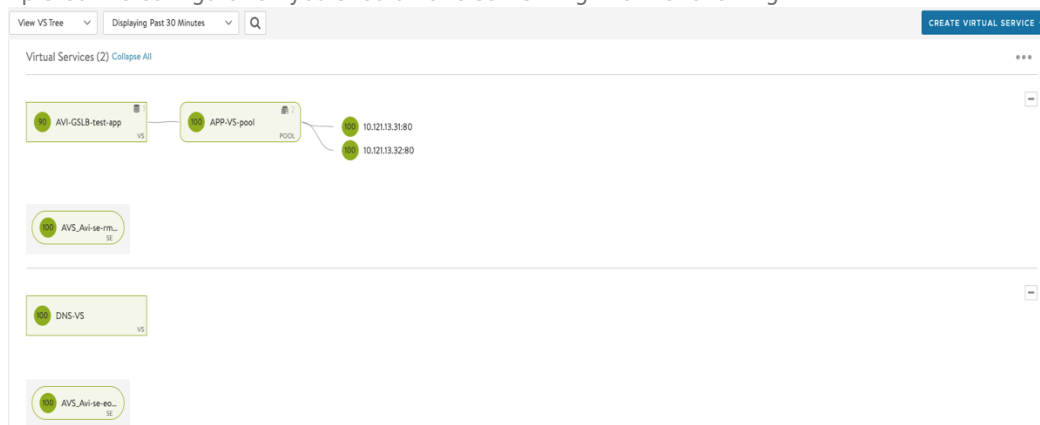 View VS Tree Displaying Past 30 Minutes CREATE VIRTUAL SERVICE
Virtual Services (2) Collapse All
90 AVI-GSLB-test-app 1 VS
100 APP-VS-pool 2 POOL
100 10.121.13.31:80
100 10.121.13.32:80
100 AVS_Avi-se-rm... SE
100 DNS-VS VS
100 AVS_Avi-se-eo... SE